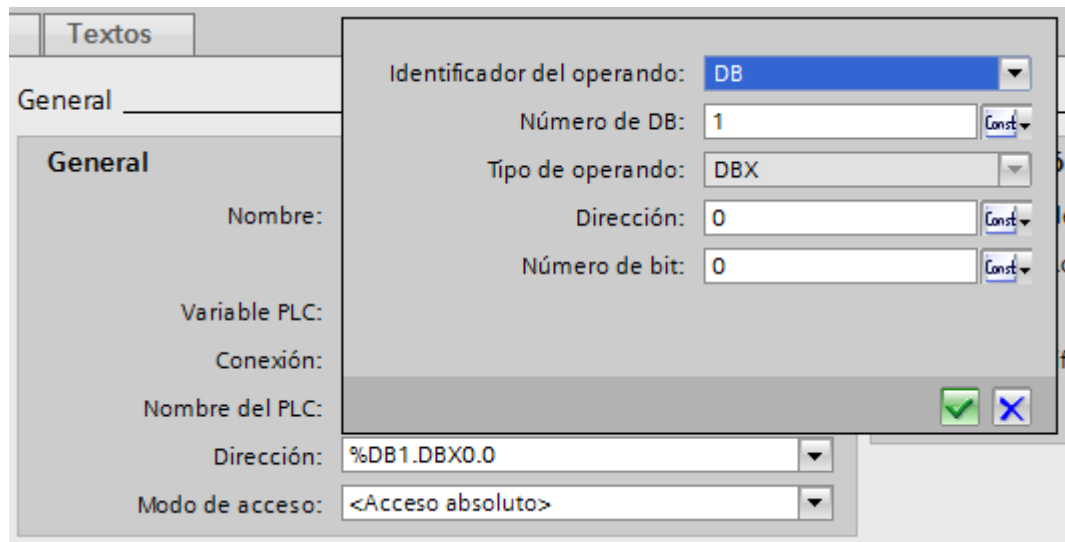 Textos
General
General
Nombre:
Variable PLC:
Conexión:
Nombre del PLC:
Dirección: %DB1.DBX0.0
Modo de acceso: <Acceso absoluto>
Identificador del operando: DB
Número de DB: 1 Const
Tipo de operando: DBX
Dirección: 0 Const
Número de bit: 0 Const